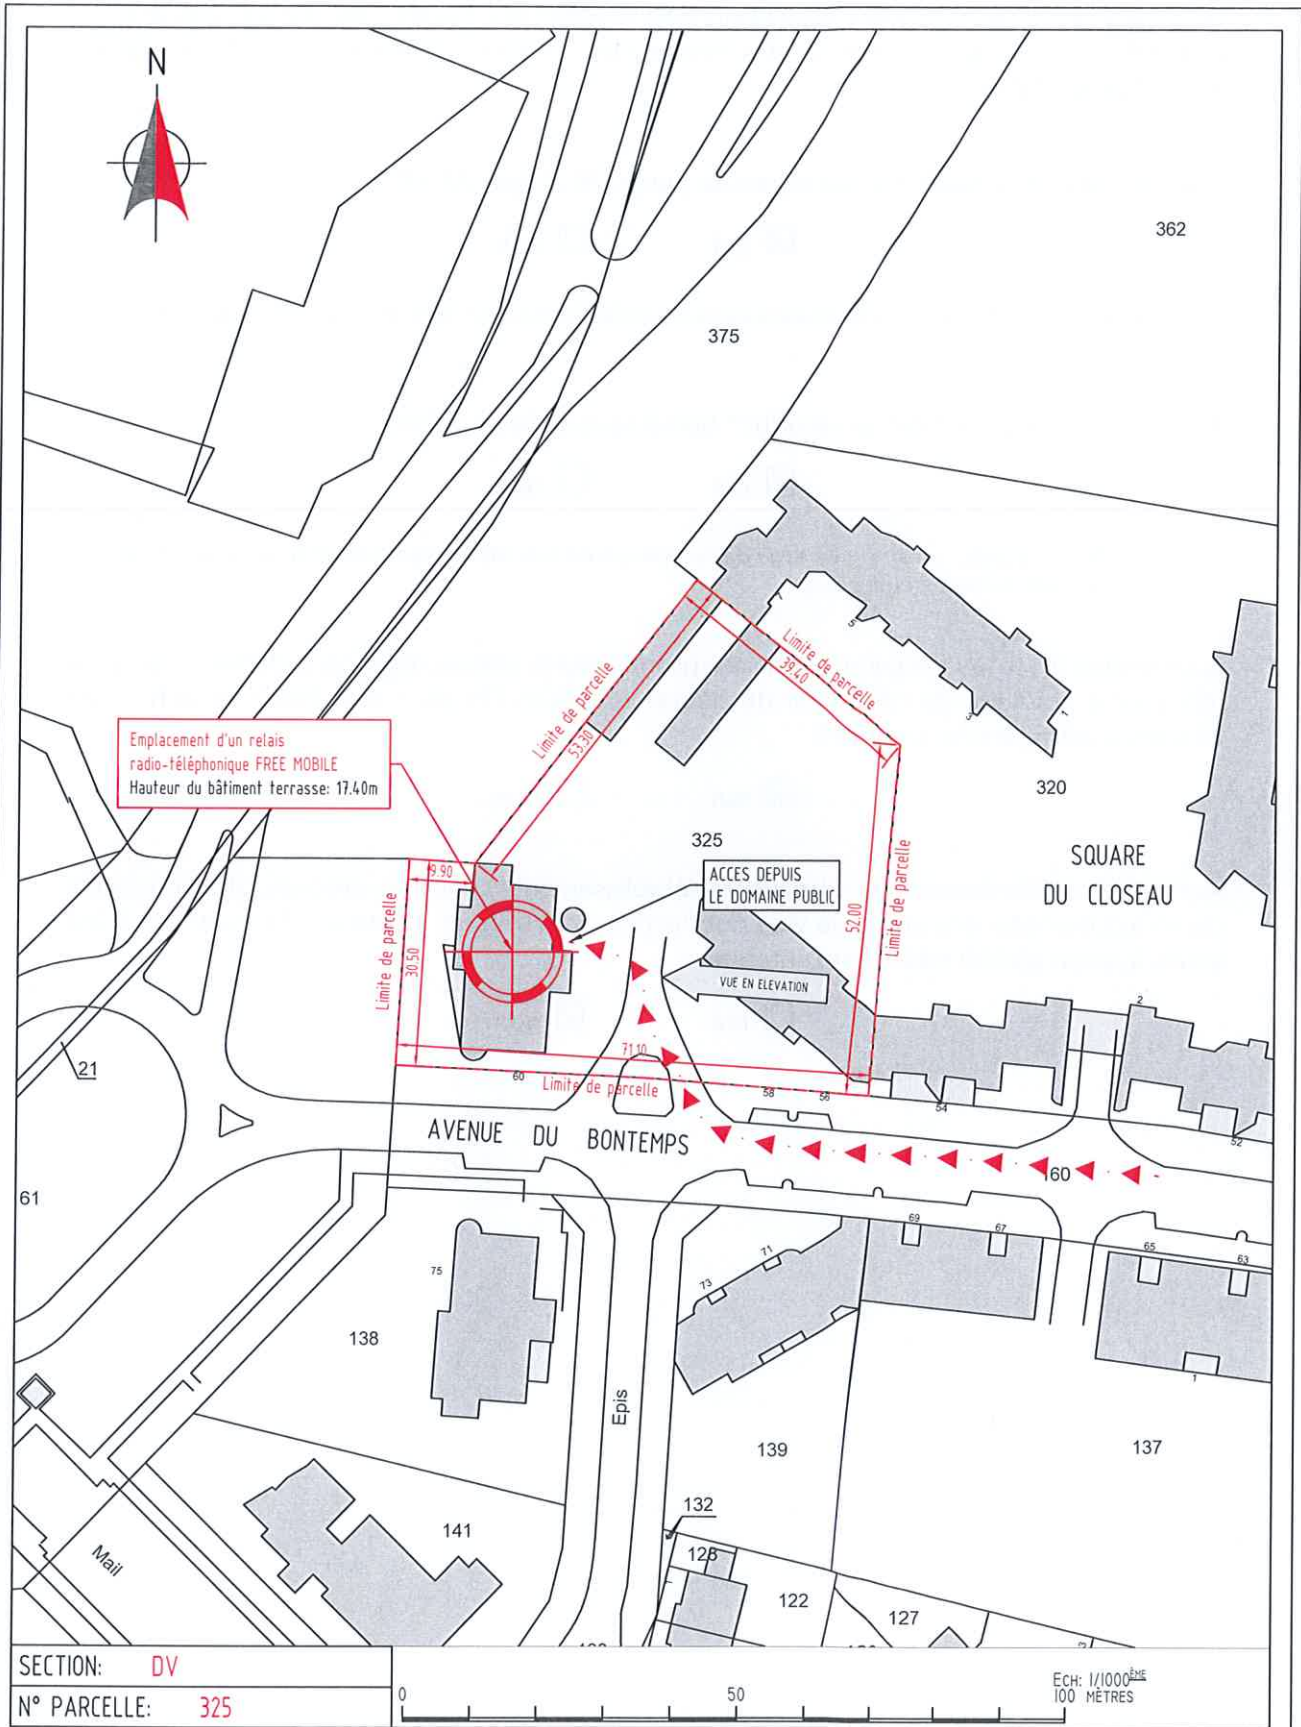 N
362
375
Limite de parcelle
39.40
5
3
1
Limite de parcelle
53.30
Emplacement d'un relais
radio-téléphonique FREE MOBILE
Hauteur du bâtiment terrasse: 17.40m
320
325
SQUARE
DU CLOSEAU
ACCES DEPUIS
LE DOMAINE PUBLIC
9.90
Limite de parcelle
30.50
52.00
Limite de parcelle
VUE EN ELEVATION
2
71.10
21
60
Limite de parcelle
58
56
54
52
AVENUE DU BONTEMPS
160
61
69
67
65
63
75
71
73
138
1
Epis
139
137
132
141
128
Mail
122
127
SECTION: DV
N° PARCELLE: 325
0
50
ECH: 1/1000ÈME
100 MÈTRES